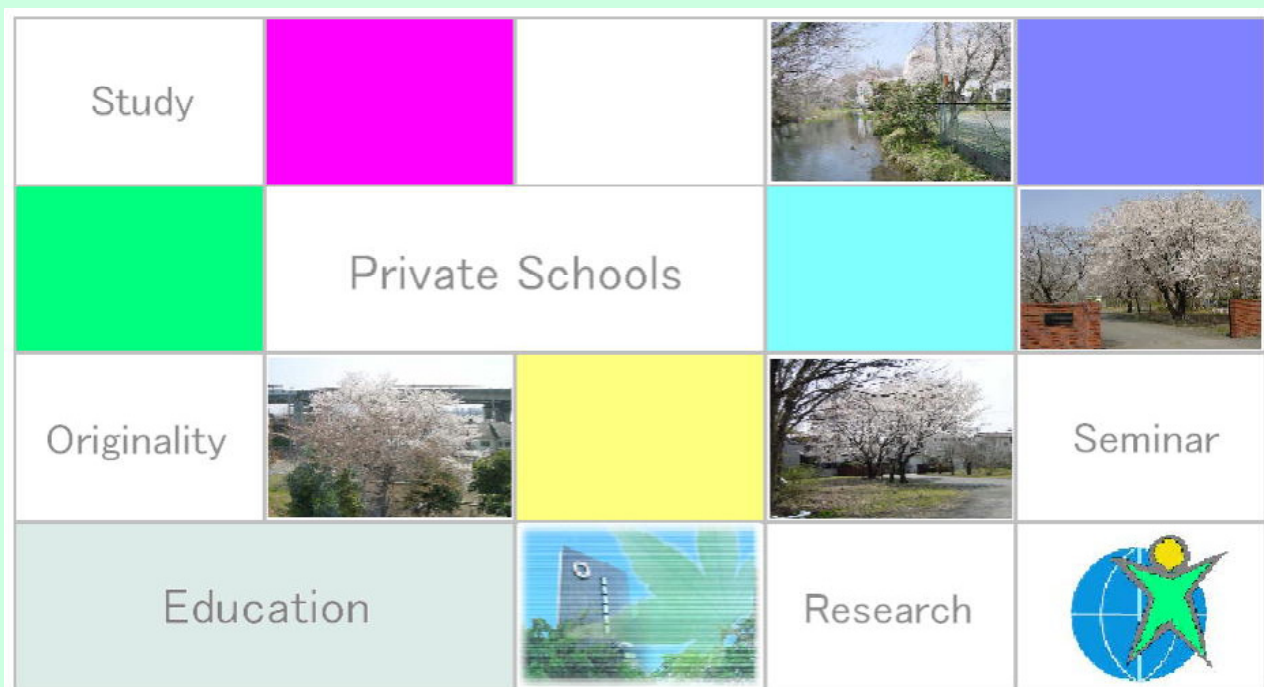 Study
Private Schools
Originality
Seminar
Education
Research